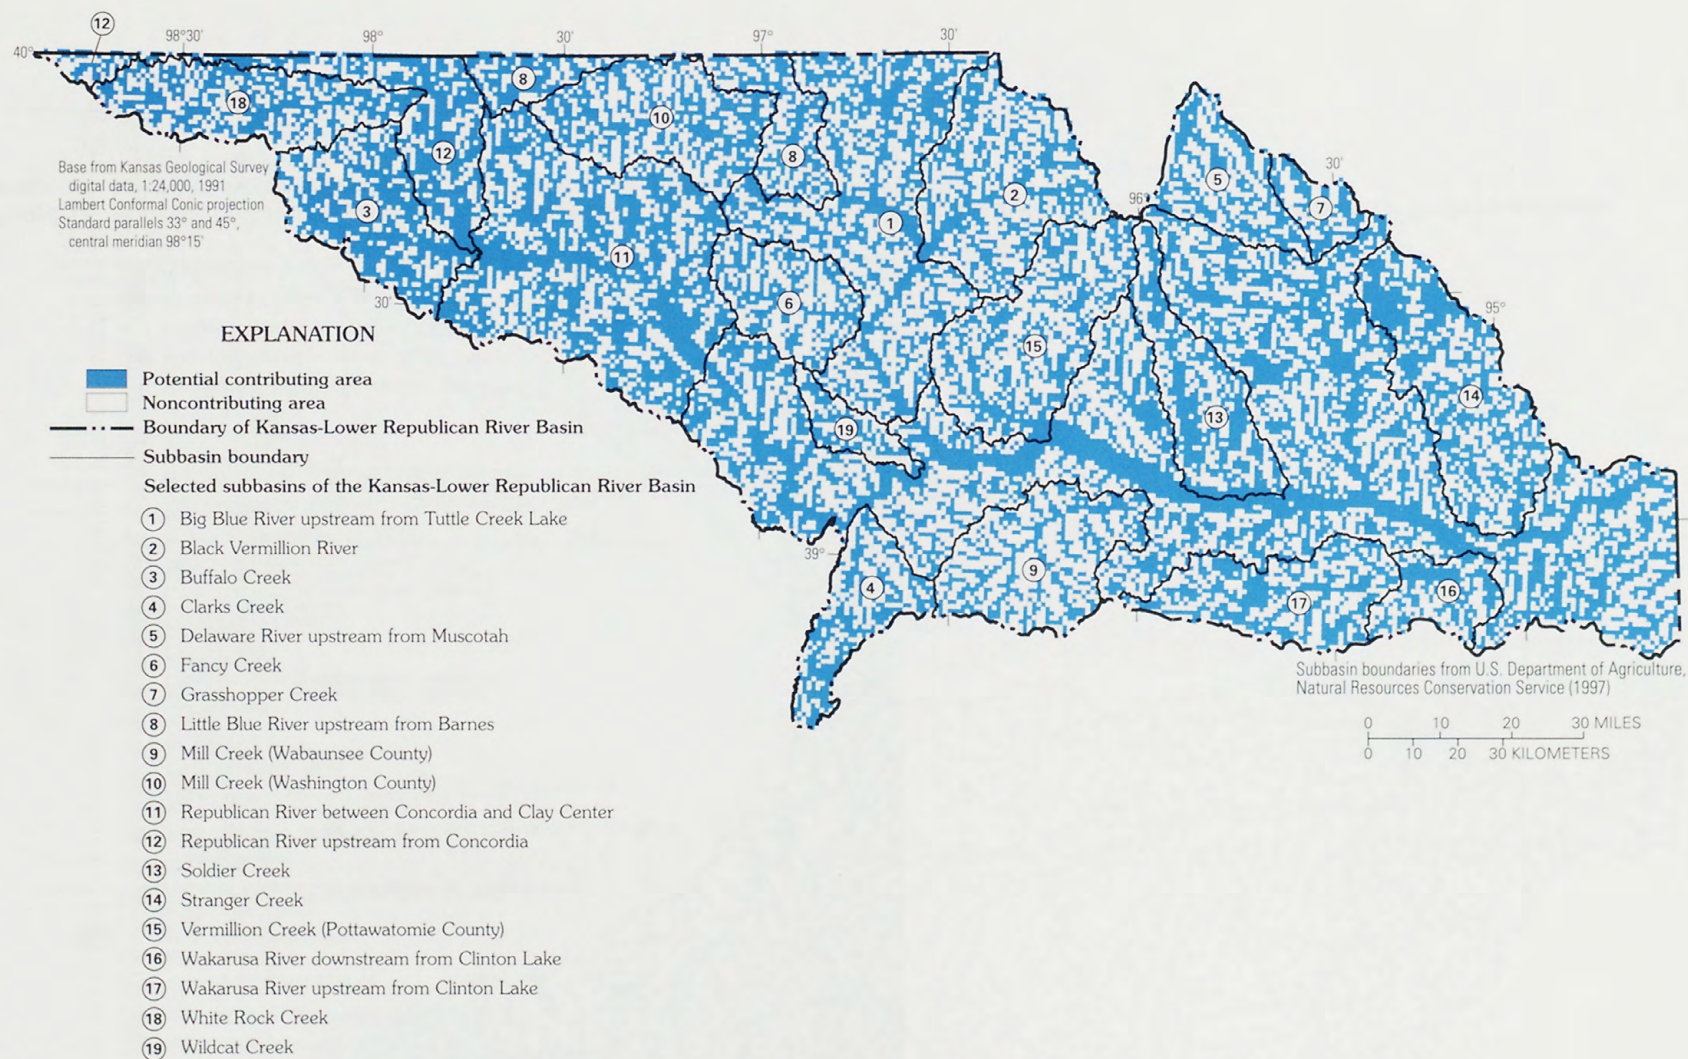 12
40°
98°30'
98°
30'
97°
30'
8
18
10
12
8
5
30'
Base from Kansas Geological Survey
digital data, 1:24,000, 1991
Lambert Conformal Conic projection
Standard parallels 33° and 45°,
central meridian 98°15'
2
96°
7
3
1
11
30'
6
95°
EXPLANATION
15
Potential contributing area
Noncontributing area
14
13
Boundary of Kansas-Lower Republican River Basin
19
Subbasin boundary
Selected subbasins of the Kansas-Lower Republican River Basin
1 Big Blue River upstream from Tuttle Creek Lake
2 Black Vermillion River
39°
9
3 Buffalo Creek
4
16
17
4 Clarks Creek
5 Delaware River upstream from Muscotah
6 Fancy Creek
Subbasin boundaries from U.S. Department of Agriculture,
Natural Resources Conservation Service (1997)
7 Grasshopper Creek
8 Little Blue River upstream from Barnes
0 10 20 30 MILES
0 10 20 30 KILOMETERS
9 Mill Creek (Wabaunsee County)
10 Mill Creek (Washington County)
11 Republican River between Concordia and Clay Center
12 Republican River upstream from Concordia
13 Soldier Creek
14 Stranger Creek
15 Vermillion Creek (Pottawatomie County)
16 Wakarusa River downstream from Clinton Lake
17 Wakarusa River upstream from Clinton Lake
18 White Rock Creek
19 Wildcat Creek